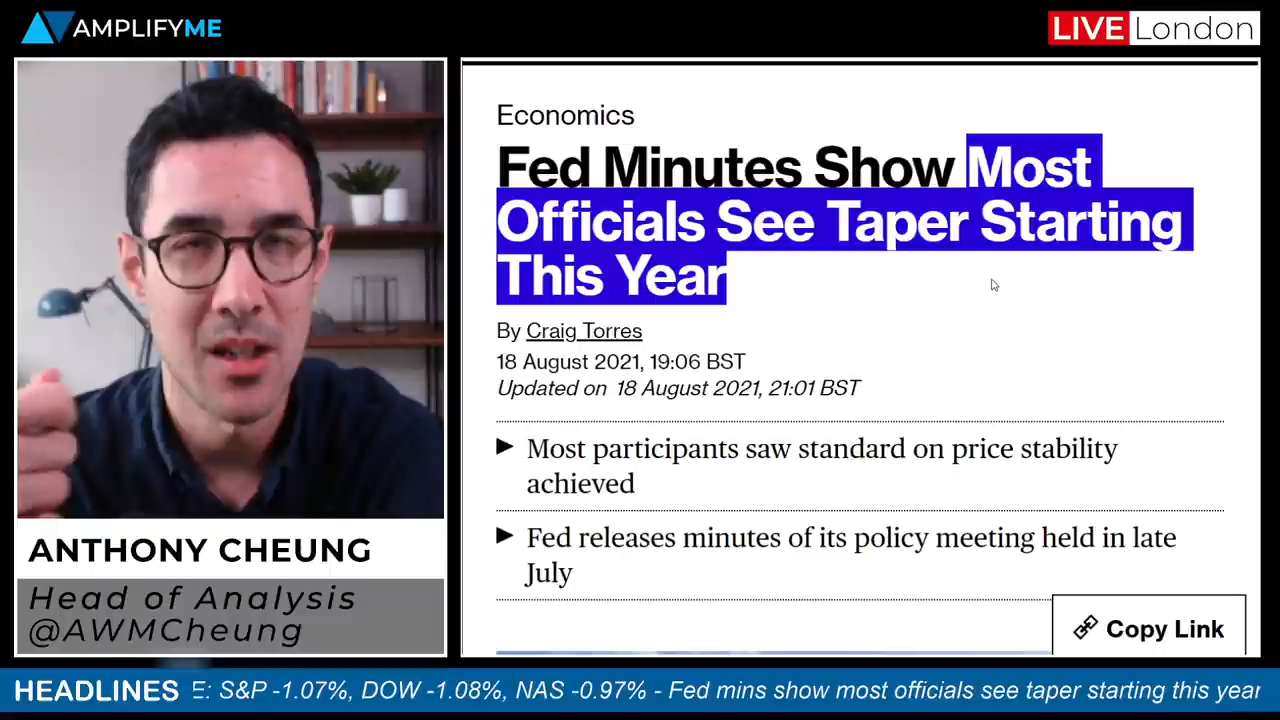 AMPLIFYME
LIVE London
Economics
Fed Minutes Show Most
Officials See Taper Starting
This Year
By Craig Torres
18 August 2021, 19:06 BST
Updated on 18 August 2021, 21:01 BST
Most participants saw standard on price stability
achieved
Fed releases minutes of its policy meeting held in late
July
Copy Link
ANTHONY CHEUNG
Head of Analysis
@AWMCheung
HEADLINES E: S&P -1.07%, DOW -1.08%, NAS -0.97% - Fed mins show most officials see taper starting this year